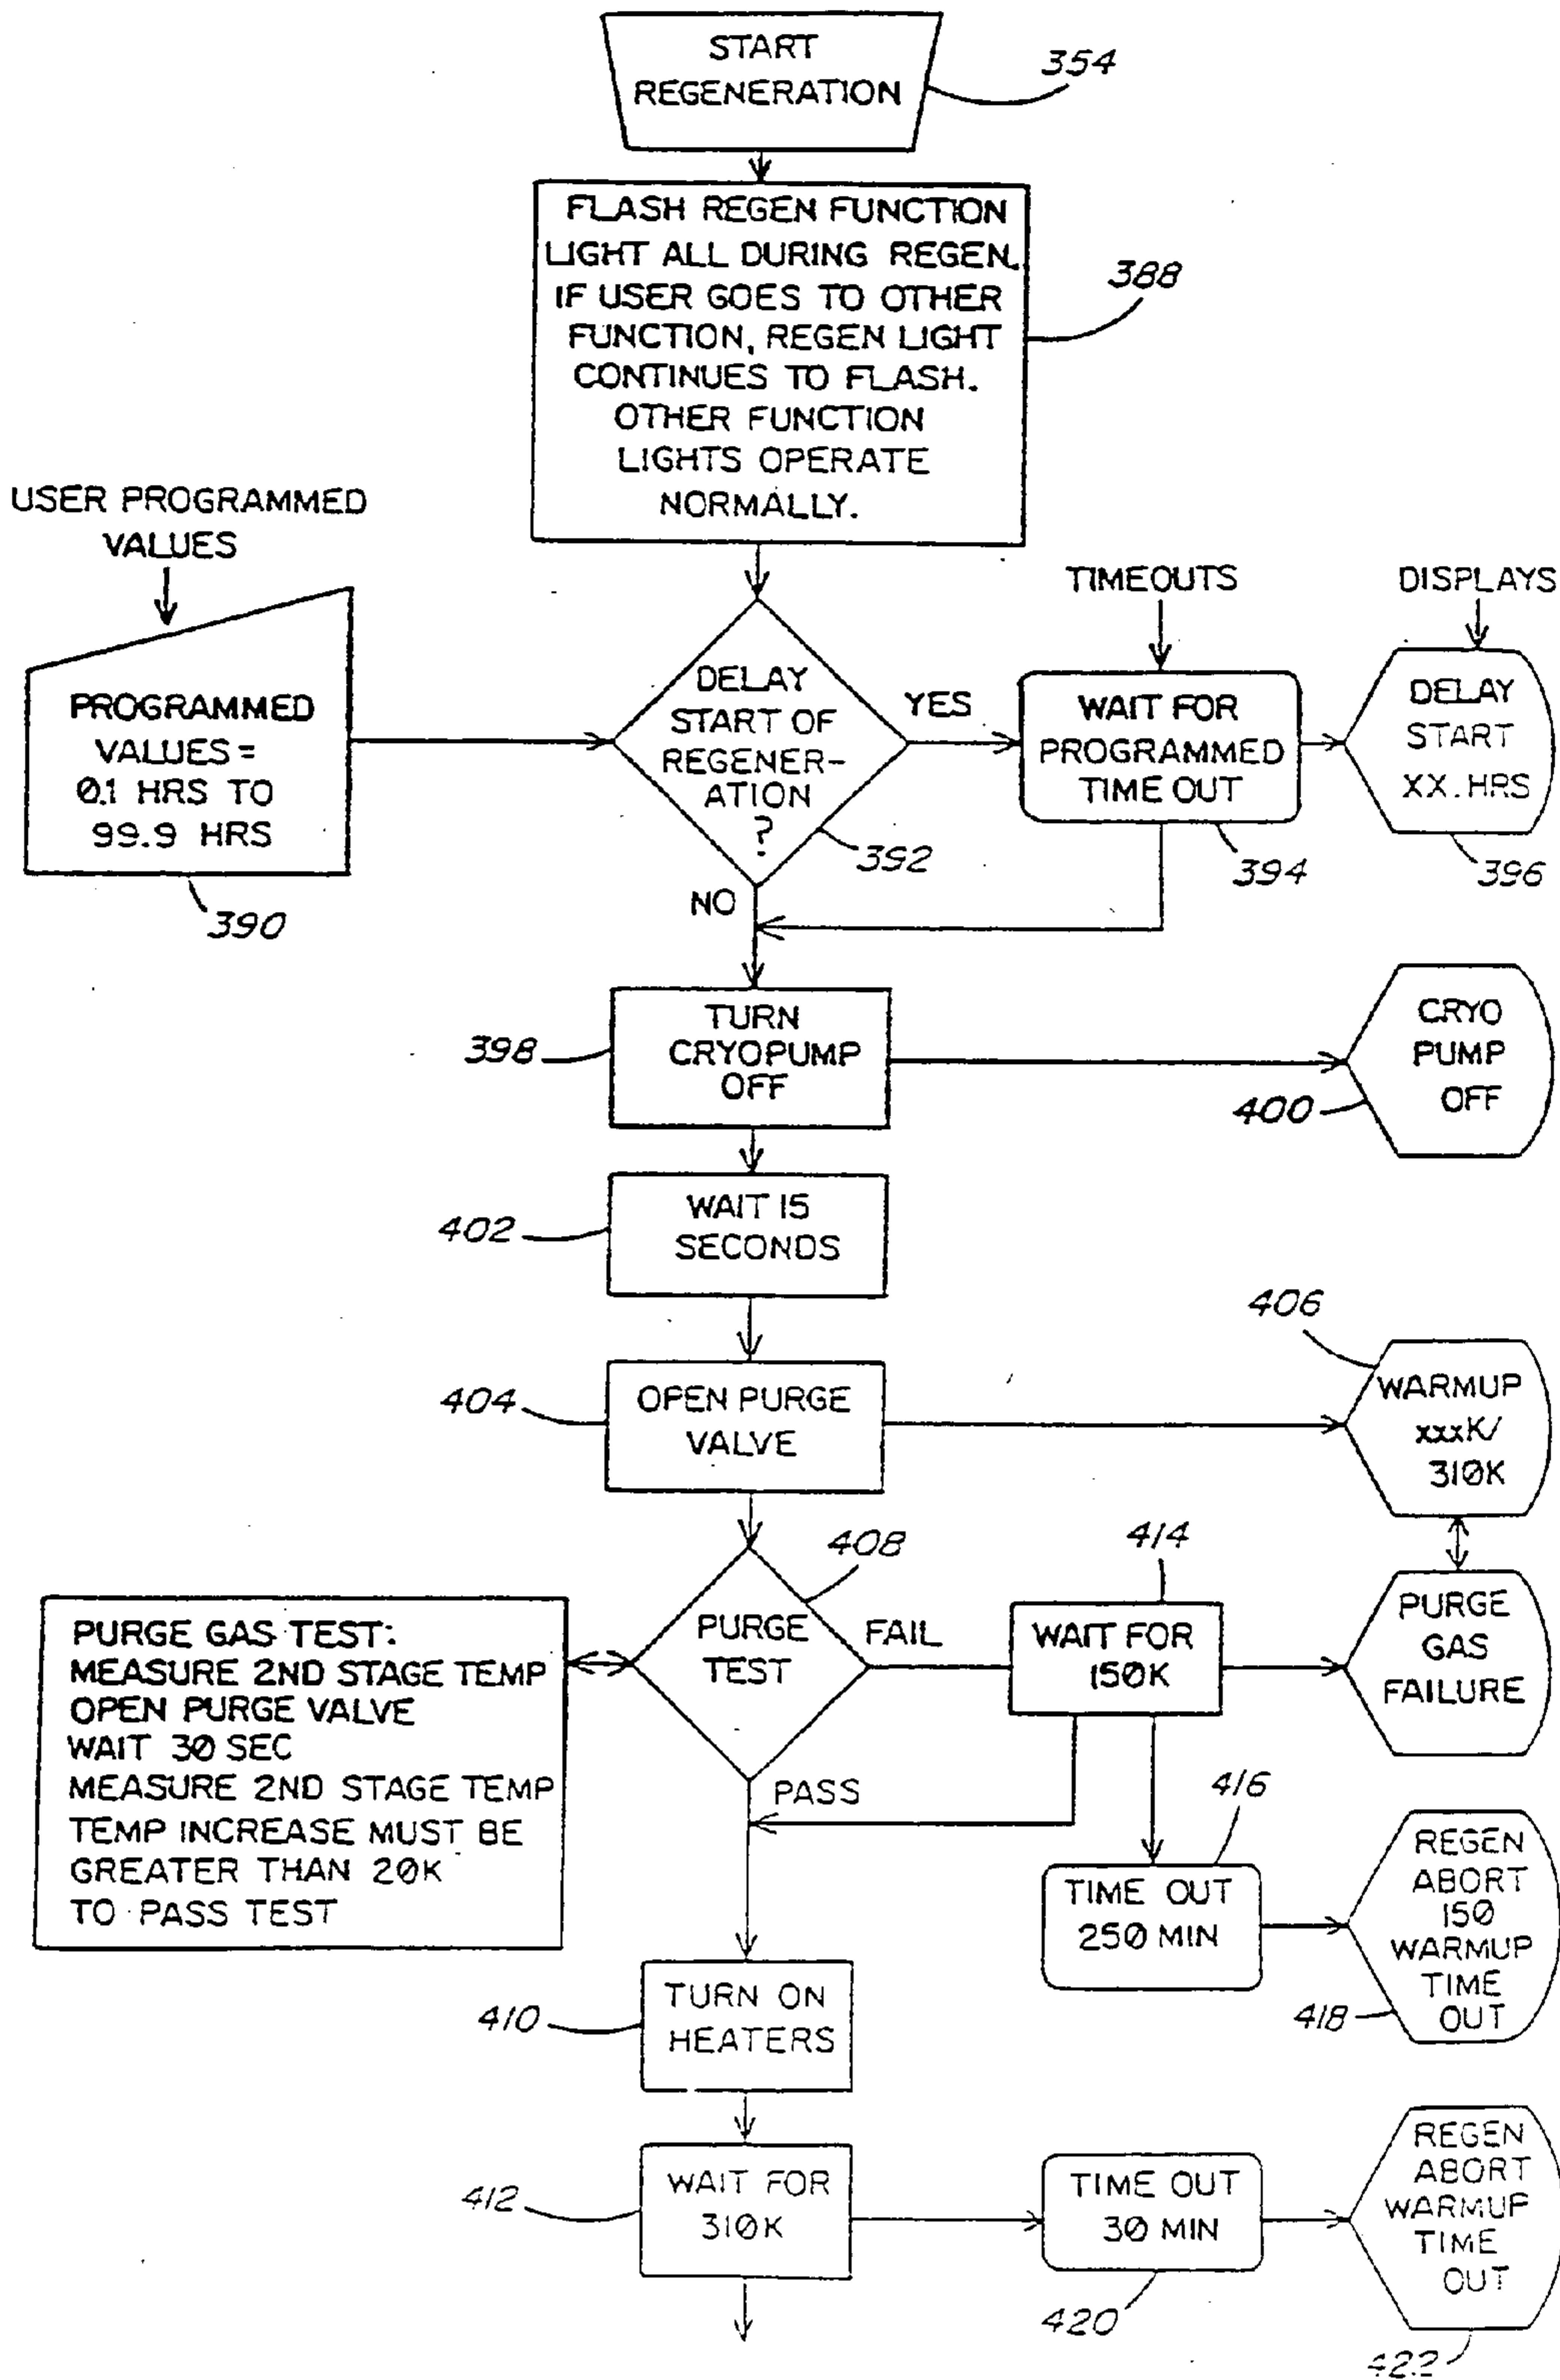 START
REGENERATION
354
FLASH REGEN FUNCTION
LIGHT ALL DURING REGEN.
IF USER GOES TO OTHER
FUNCTION, REGEN LIGHT
CONTINUES TO FLASH.
OTHER FUNCTION
LIGHTS OPERATE
NORMALLY.
388
USER PROGRAMMED
VALUES
PROGRAMMED
VALUES =
0.1 HRS TO
99.9 HRS
390
DELAY
START OF
REGENER-
ATION
?
392
YES
NO
TIMEOUTS
WAIT FOR
PROGRAMMED
TIME OUT
394
DISPLAYS
DELAY
START
XX.HRS
396
TURN
CRYOPUMP
OFF
398
CRYO
PUMP
OFF
400
WAIT 15
SECONDS
402
OPEN PURGE
VALVE
404
406
WARMUP
xxxK/
310K
PURGE
TEST
408
FAIL
PASS
414
WAIT FOR
150K
PURGE
GAS
FAILURE
PURGE GAS TEST:
MEASURE 2ND STAGE TEMP
OPEN PURGE VALVE
WAIT 30 SEC
MEASURE 2ND STAGE TEMP
TEMP INCREASE MUST BE
GREATER THAN 20K
TO PASS TEST
416
TIME OUT
250 MIN
REGEN
ABORT
150
WARMUP
TIME
OUT
418
TURN ON
HEATERS
410
WAIT FOR
310K
412
TIME OUT
30 MIN
420
REGEN
ABORT
WARMUP
TIME
OUT
422